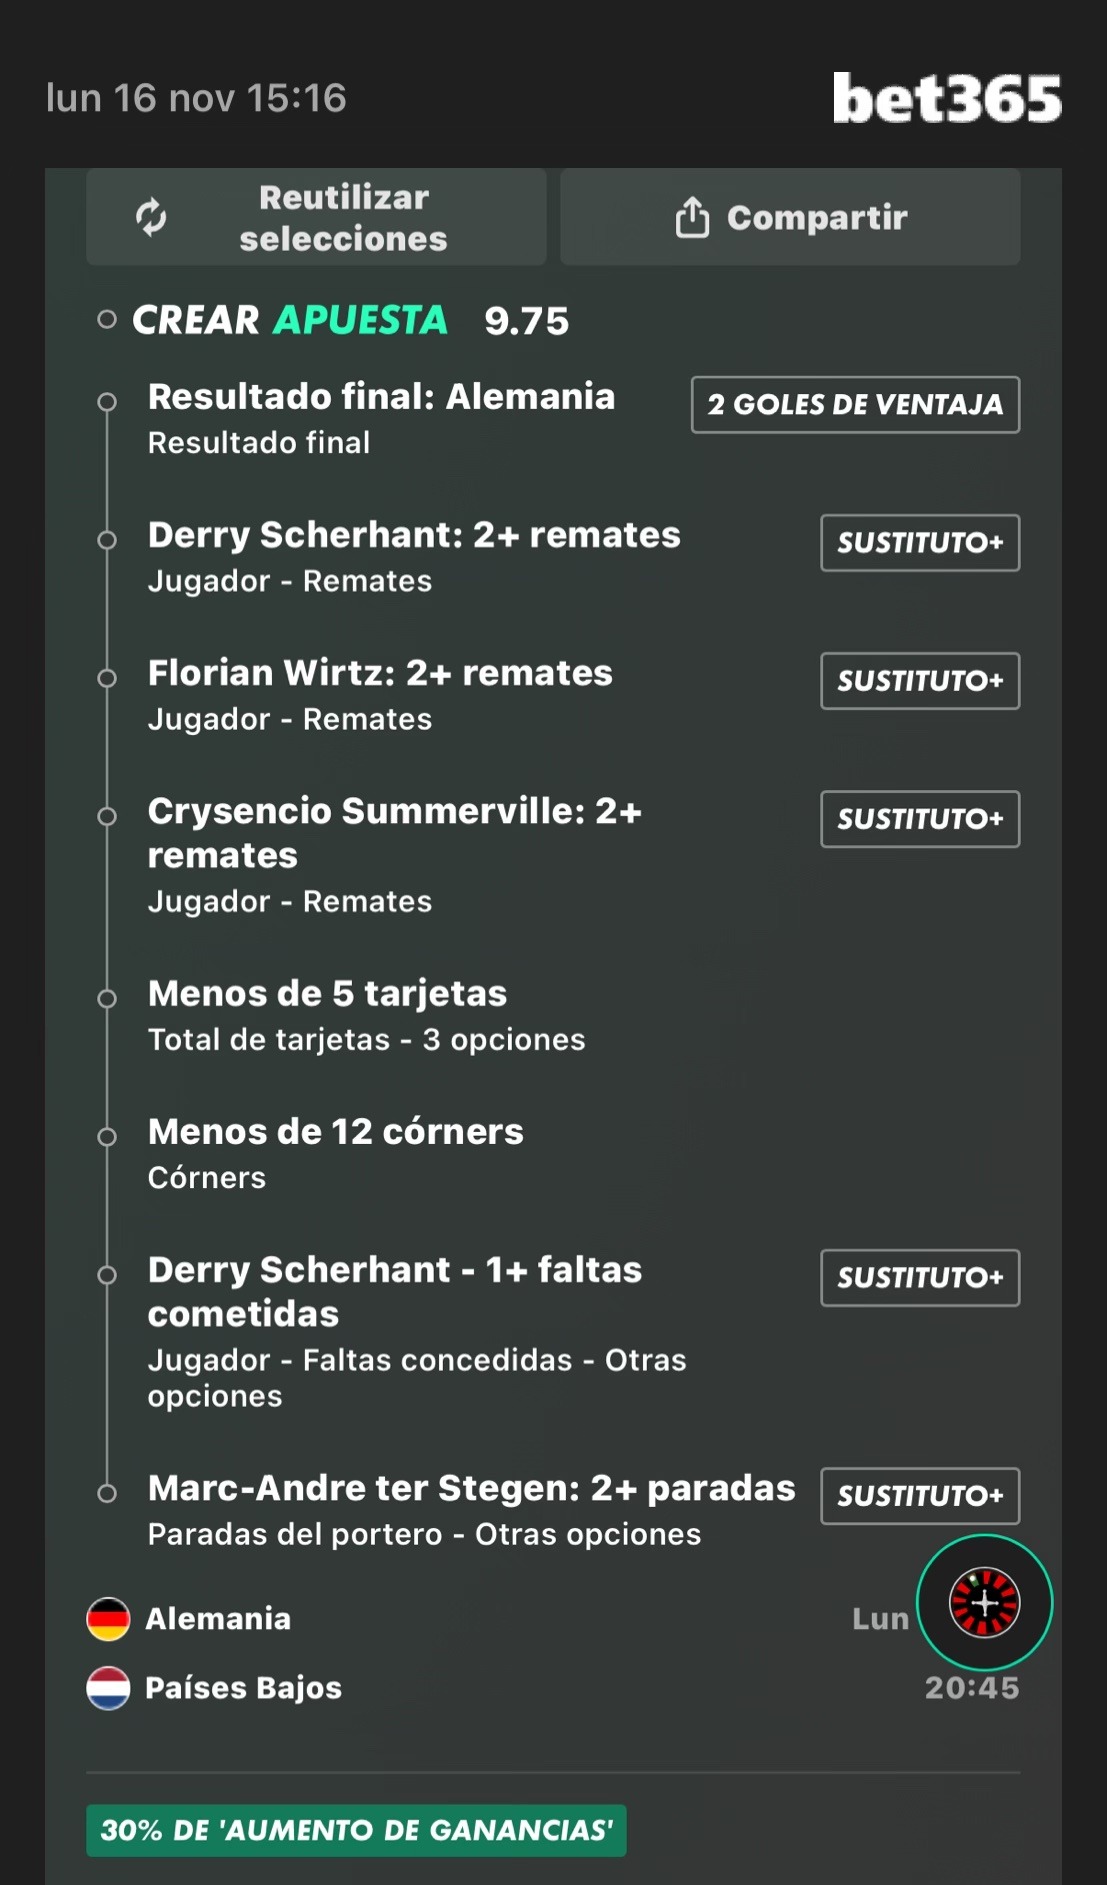 lun 16 nov 15:16
bet365
Reutilizar
selecciones
Compartir
CREAR APUESTA 9.75
Resultado final: Alemania
2 GOLES DE VENTAJA
Resultado final
Derry Scherhant: 2+ remates
SUSTITUTO+
Jugador - Remates
Florian Wirtz: 2+ remates
SUSTITUTO+
Jugador - Remates
Crysencio Summerville: 2+
remates
SUSTITUTO+
Jugador - Remates
Menos de 5 tarjetas
Total de tarjetas - 3 opciones
Menos de 12 córners
Córners
Derry Scherhant - 1+ faltas
cometidas
SUSTITUTO+
Jugador - Faltas concedidas - Otras
opciones
Marc-Andre ter Stegen: 2+ paradas
SUSTITUTO+
Paradas del portero - Otras opciones
Alemania
Lun
Países Bajos
20:45
30% DE 'AUMENTO DE GANANCIAS'